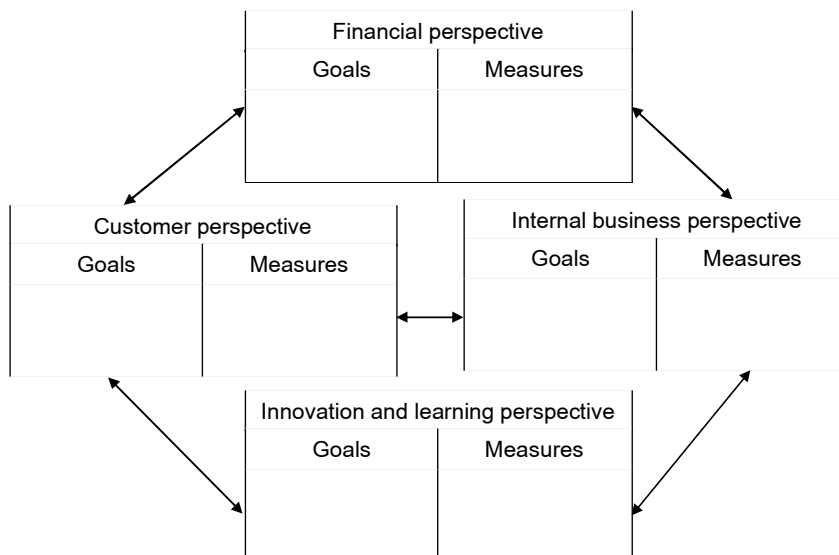 Financial perspective
Goals Measures
Customer perspective
Goals Measures
Internal business perspective
Goals Measures
Innovation and learning perspective
Goals Measures